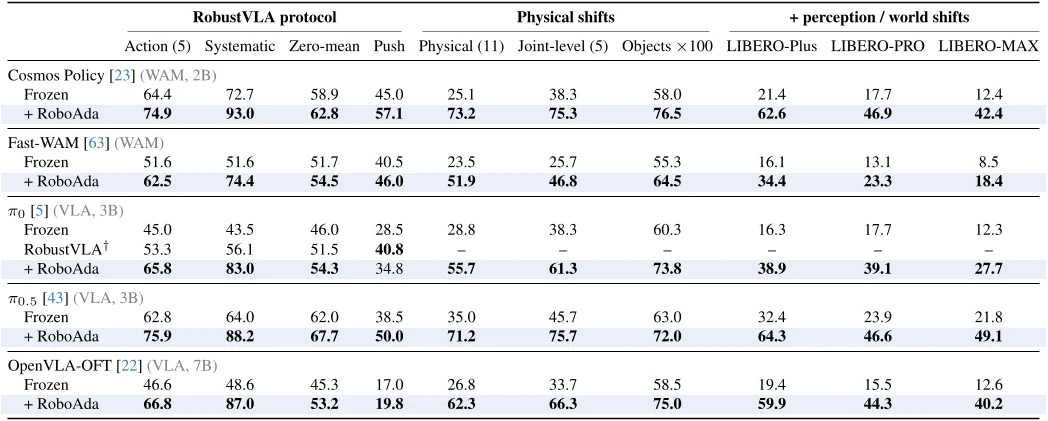 RobustVLA protocol Physical shifts + perception / world shifts
Action (5) Systematic Zero-mean Push Physical (11) Joint-level (5) Objects ×100 LIBERO-Plus LIBERO-PRO LIBERO-MAX
Cosmos Policy [23] (WAM, 2B)
Frozen 64.4 72.7 58.9 45.0 25.1 38.3 58.0 21.4 17.7 12.4
+ RoboAda 74.9 93.0 62.8 57.1 73.2 75.3 76.5 62.6 46.9 42.4
Fast-WAM [63] (WAM)
Frozen 51.6 51.6 51.7 40.5 23.5 25.7 55.3 16.1 13.1 8.5
+ RoboAda 62.5 74.4 54.5 46.0 51.9 46.8 64.5 34.4 23.3 18.4
π0 [5] (VLA, 3B)
Frozen 45.0 43.5 46.0 28.5 28.8 38.3 60.3 16.3 17.7 12.3
RobustVLA† 53.3 56.1 51.5 40.8 – – – – – –
+ RoboAda 65.8 83.0 54.3 34.8 55.7 61.3 73.8 38.9 39.1 27.7
π0.5 [43] (VLA, 3B)
Frozen 62.8 64.0 62.0 38.5 35.0 45.7 63.0 32.4 23.9 21.8
+ RoboAda 75.9 88.2 67.7 50.0 71.2 75.7 72.0 64.3 46.6 49.1
OpenVLA-OFT [22] (VLA, 7B)
Frozen 46.6 48.6 45.3 17.0 26.8 33.7 58.5 19.4 15.5 12.6
+ RoboAda 66.8 87.0 53.2 19.8 62.3 66.3 75.0 59.9 44.3 40.2